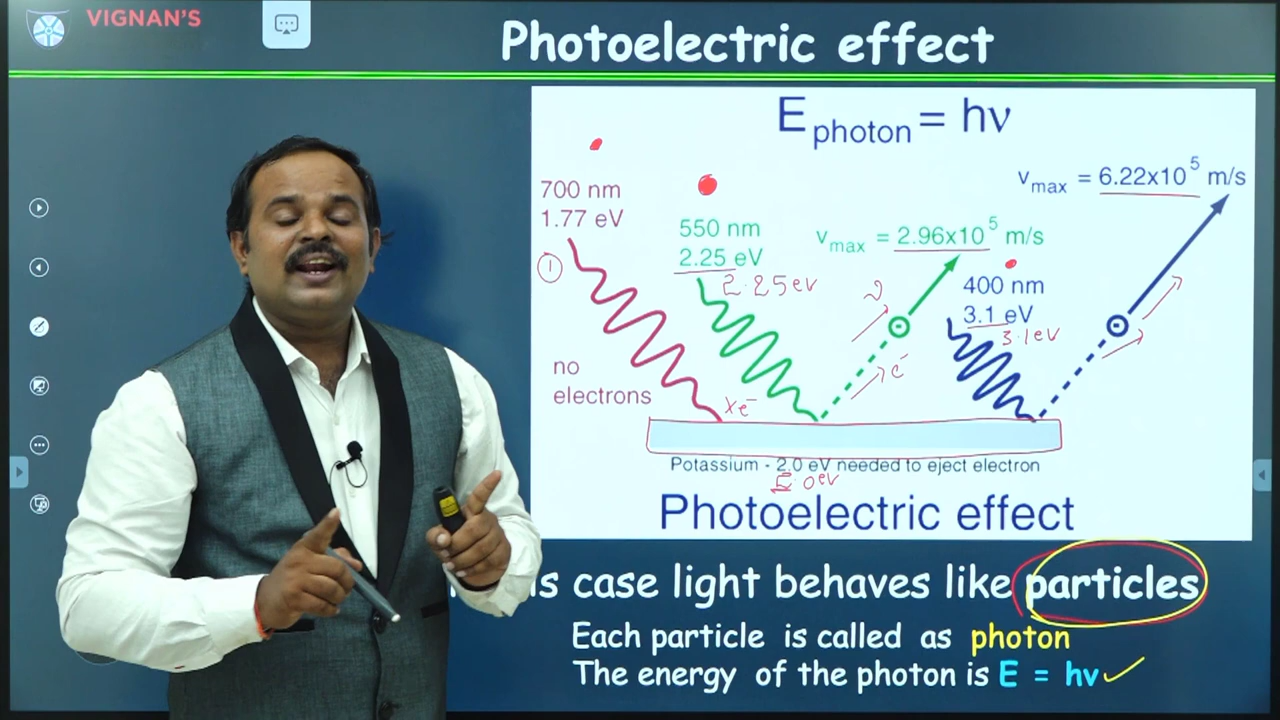 VIGNAN'S
Photoelectric effect
E photon = hν
700 nm
1.77 eV
1
550 nm
2.25 eV
2.25ev
vmax = 2.96x10^5 m/s
ν
vmax = 6.22x10^5 m/s
400 nm
3.1 eV
3.1ev
no
electrons
xe-
e-
Potassium - 2.0 eV needed to eject electron
Photoelectric effect
is case light behaves like particles
Each particle is called as photon
The energy of the photon is E = hν